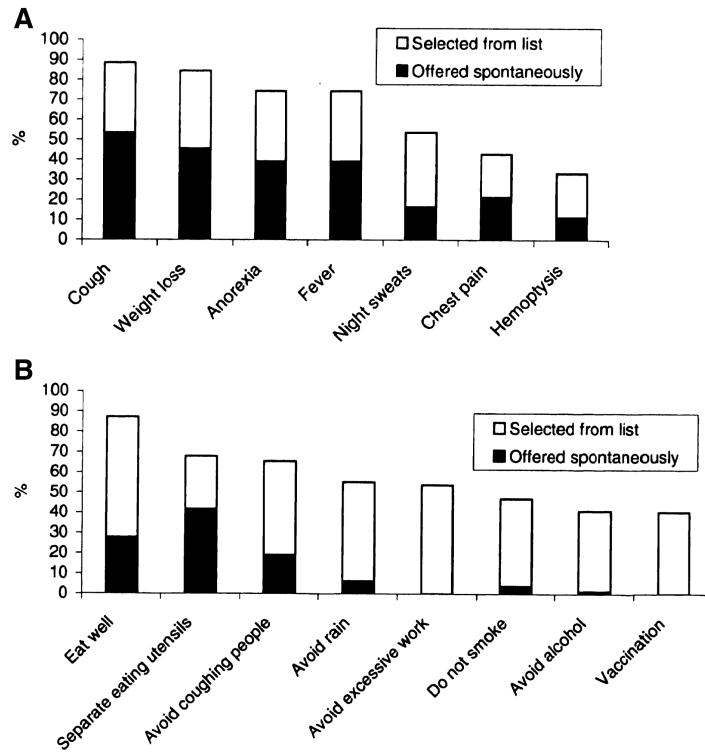 A
100
90
80
70
60
50
40
30
20
10
0
%
Selected from list
Offered spontaneously
Cough
Weight loss
Anorexia
Fever
Night sweats
Chest pain
Hemoptysis
B
100
90
80
70
60
50
40
30
20
10
0
%
Selected from list
Offered spontaneously
Eat well
Separate eating utensils
Avoid coughing people
Avoid rain
Avoid excessive work
Do not smoke
Avoid alcohol
Vaccination